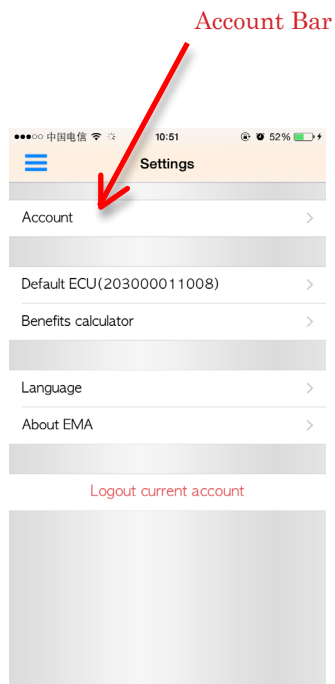 Account Bar
中国电信 10:51 52%
Settings
Account
Default ECU(203000011008)
Benefits calculator
Language
About EMA
Logout current account